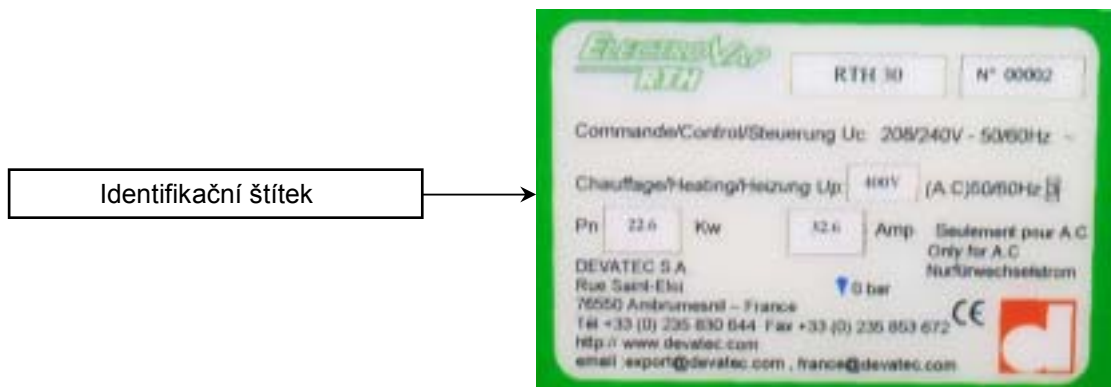 Identifikační štítek
ELECTROVAP
RTH
RTH 30
N° 00002
Commande/Control/Steuerung Uc 208/240V - 50/60Hz ~
Chauffage/Heating/Heizung Up 400V (A.C)50/60Hz 3
Pn 22.6 Kw 32.6 Amp
Seulement pour A.C
Only for A.C
Nurfürwechselstrom
DEVATEC S.A
Rue Saint-Eloi
0 bar
76550 Ambrumesnil – France
Tél +33 (0) 235 830 644 Fax +33 (0) 235 853 672
CE
http:// www.devatec.com
email :export@devatec.com , france@devatec.com